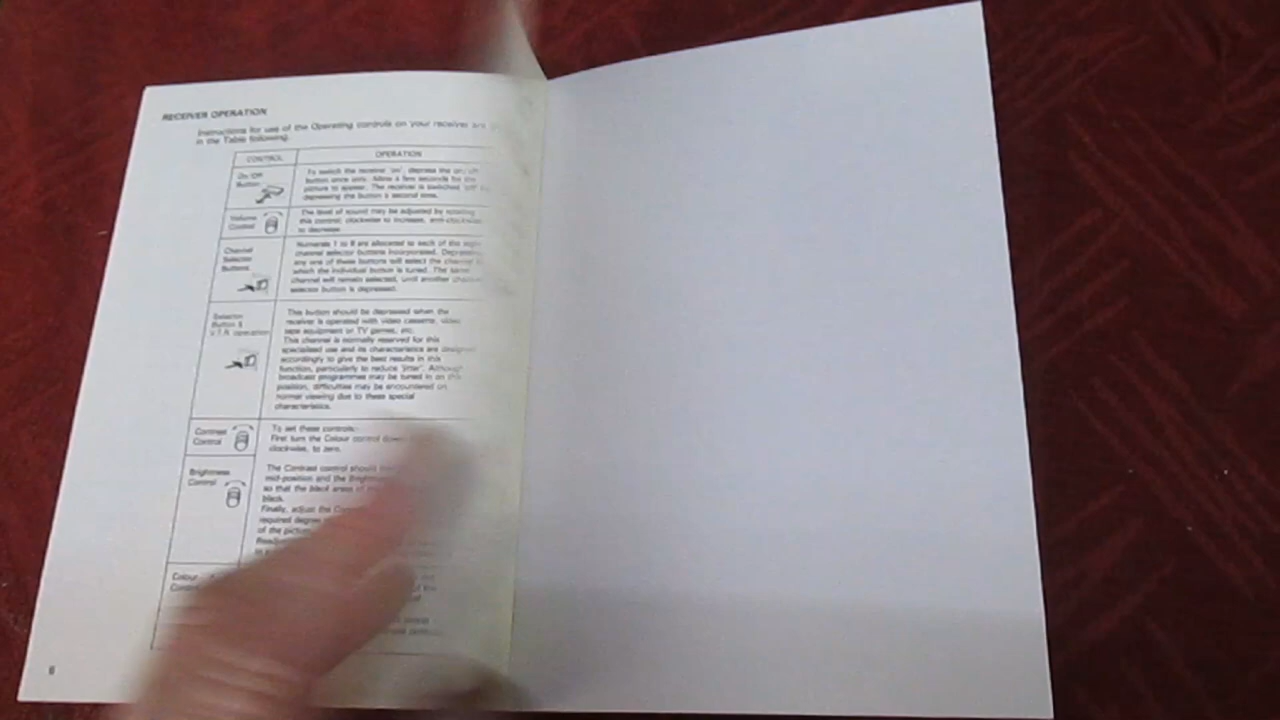 RECEIVER OPERATION
Instructions for use of the Operating controls on your receiver are
in the Table following.
CONTROL
OPERATION
On/Off
Button
To switch the receiver 'on', depress the on/off
button once only. Allow a few seconds for the
picture to appear. The receiver is switched 'off' by
depressing the button a second time.
Volume
Control
The level of sound may be adjusted by rotating
this control; clockwise to increase, anti-clockwise
to decrease.
Channel
Selector
Buttons
Numerals 1 to 8 are allocated to each of the eight
channel selector buttons incorporated. Depressing
any one of these buttons will select the channel to
which the individual button is tuned. The same
channel will remain selected, until another channel
selector button is depressed.
Selector
Button 8
V.T.R. operation
This button should be depressed when the
receiver is operated with video cassette, video
tape equipment or TV games, etc.
This channel is normally reserved for this
specialised use and its characteristics are designed
accordingly to give the best results in this
function, particularly to reduce 'jitter'. Although
broadcast programmes may be tuned in on this
position, difficulties may be encountered on
normal viewing due to these special
characteristics.
Contrast
Control
To set these controls:-
First turn the Colour control down,
clockwise, to zero.
Brightness
Control
The Contrast control should
mid-position and the Brightness
so that the black areas of
black.
Finally, adjust the
required degree
of the picture.
Colour
Control
6